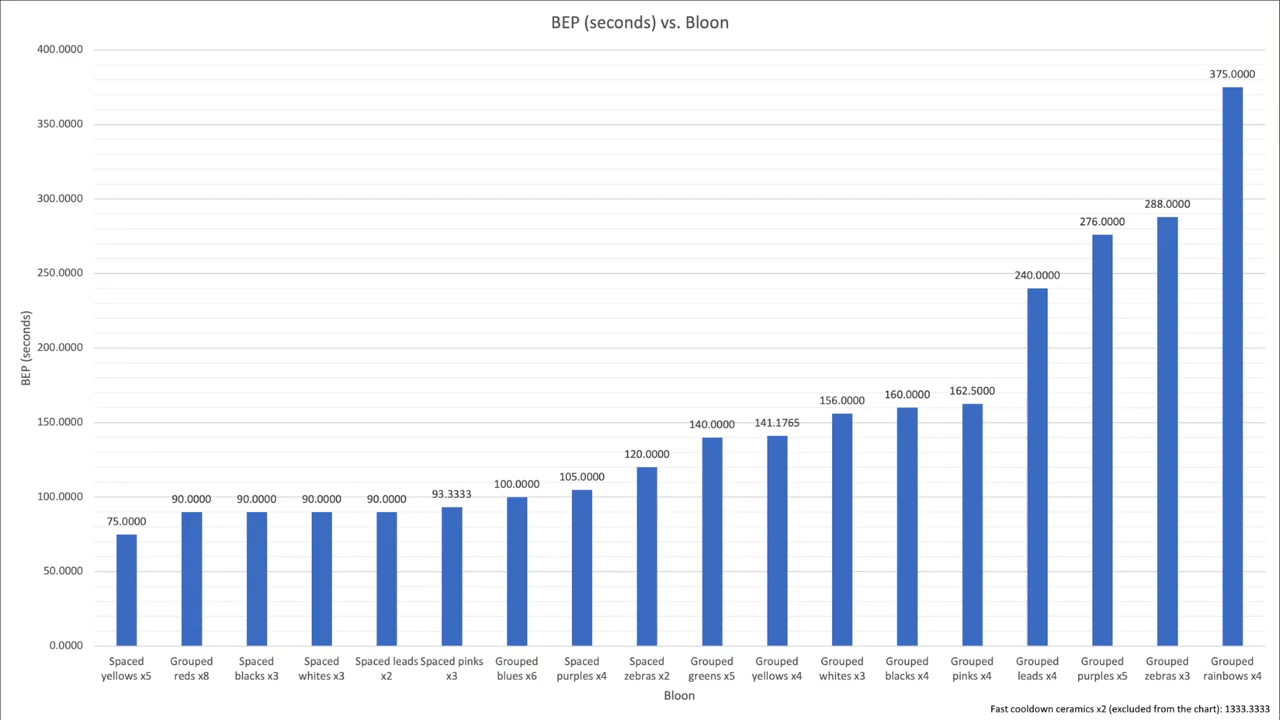 BEP (seconds) vs. Bloon
400.0000
350.0000
300.0000
250.0000
200.0000
150.0000
100.0000
50.0000
0.0000
BEP (seconds)
75.0000
90.0000
90.0000
90.0000
90.0000
93.3333
100.0000
105.0000
120.0000
140.0000
141.1765
156.0000
160.0000
162.5000
240.0000
276.0000
288.0000
375.0000
Spaced
yellows x5
Grouped
reds x8
Spaced
blacks x3
Spaced
whites x3
Spaced leads
x2
Spaced pinks
x3
Grouped
blues x6
Spaced
purples x4
Spaced
zebras x2
Grouped
greens x5
Grouped
yellows x4
Grouped
whites x3
Grouped
blacks x4
Grouped
pinks x4
Grouped
leads x4
Grouped
purples x5
Grouped
zebras x3
Grouped
rainbows x4
Bloon
Fast cooldown ceramics x2 (excluded from the chart): 1333.3333